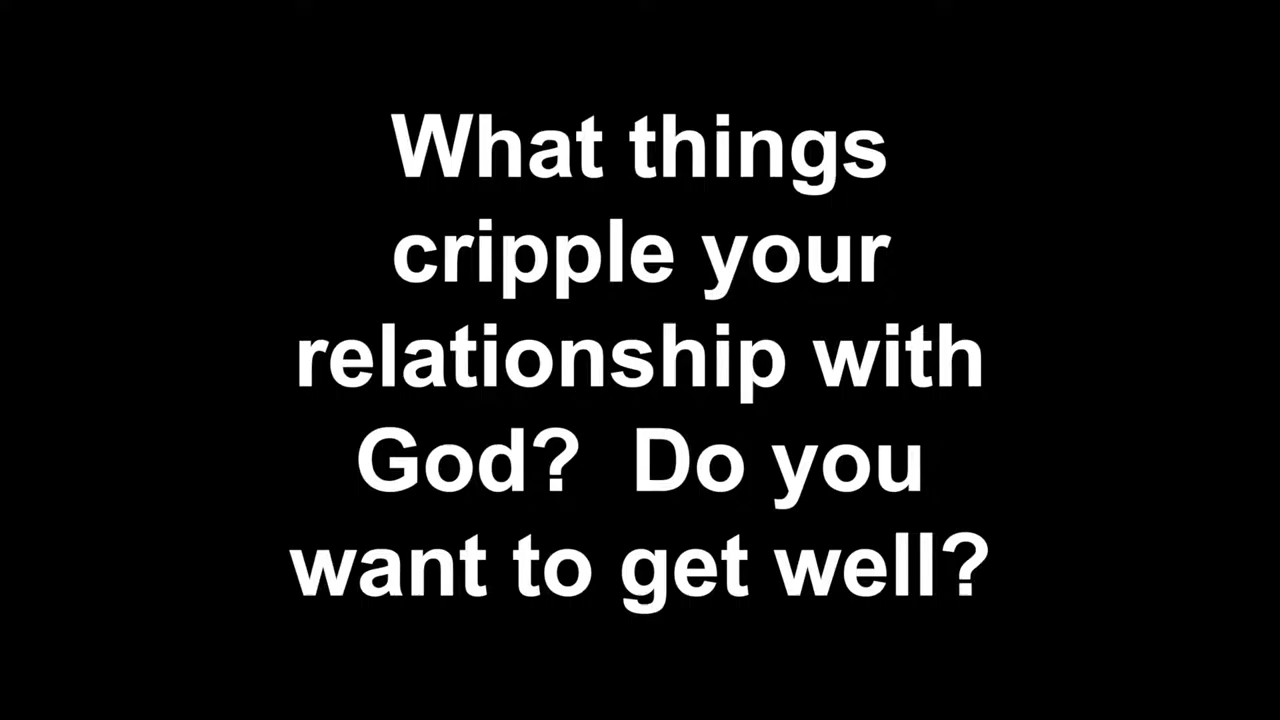 What things
cripple your
relationship with
God?  Do you
want to get well?